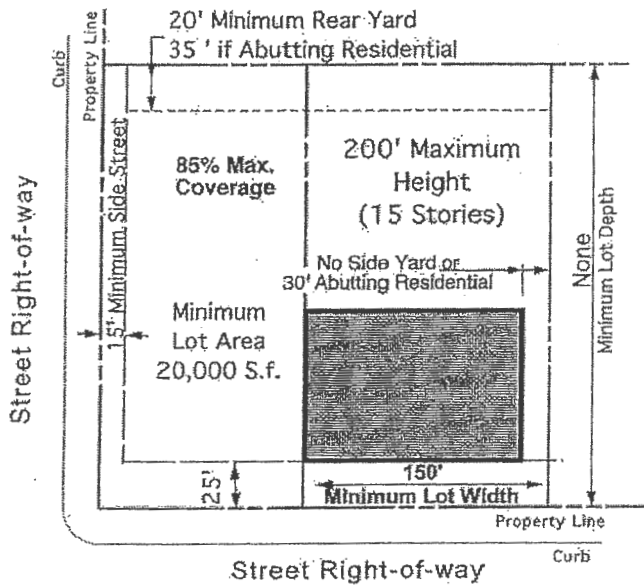 20' Minimum Rear Yard
35' if Abutting Residential
Curb
Property Line
85% Max.
Coverage
200' Maximum
Height
(15 Stories)
Street Right-of-way
15' Minimum Side Street
No Side Yard or
30' Abutting Residential
None
Minimum Lot Depth
Minimum
Lot Area
20,000 S.f.
25'
150'
Minimum Lot Width
Property Line
Curb
Street Right-of-way